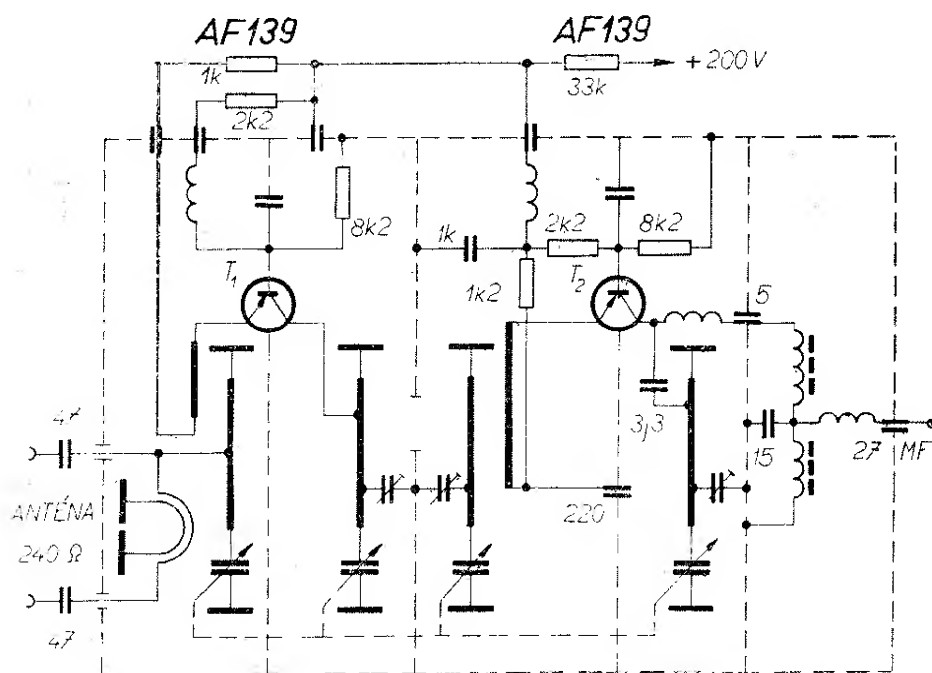 AF139
AF139
1k
33k
+200V
2k2
8k2
1k
2k2
8k2
T1
1k2
T2
5
47
3,3
15
27
MF
ANTÉNA
240 Ω
220
47